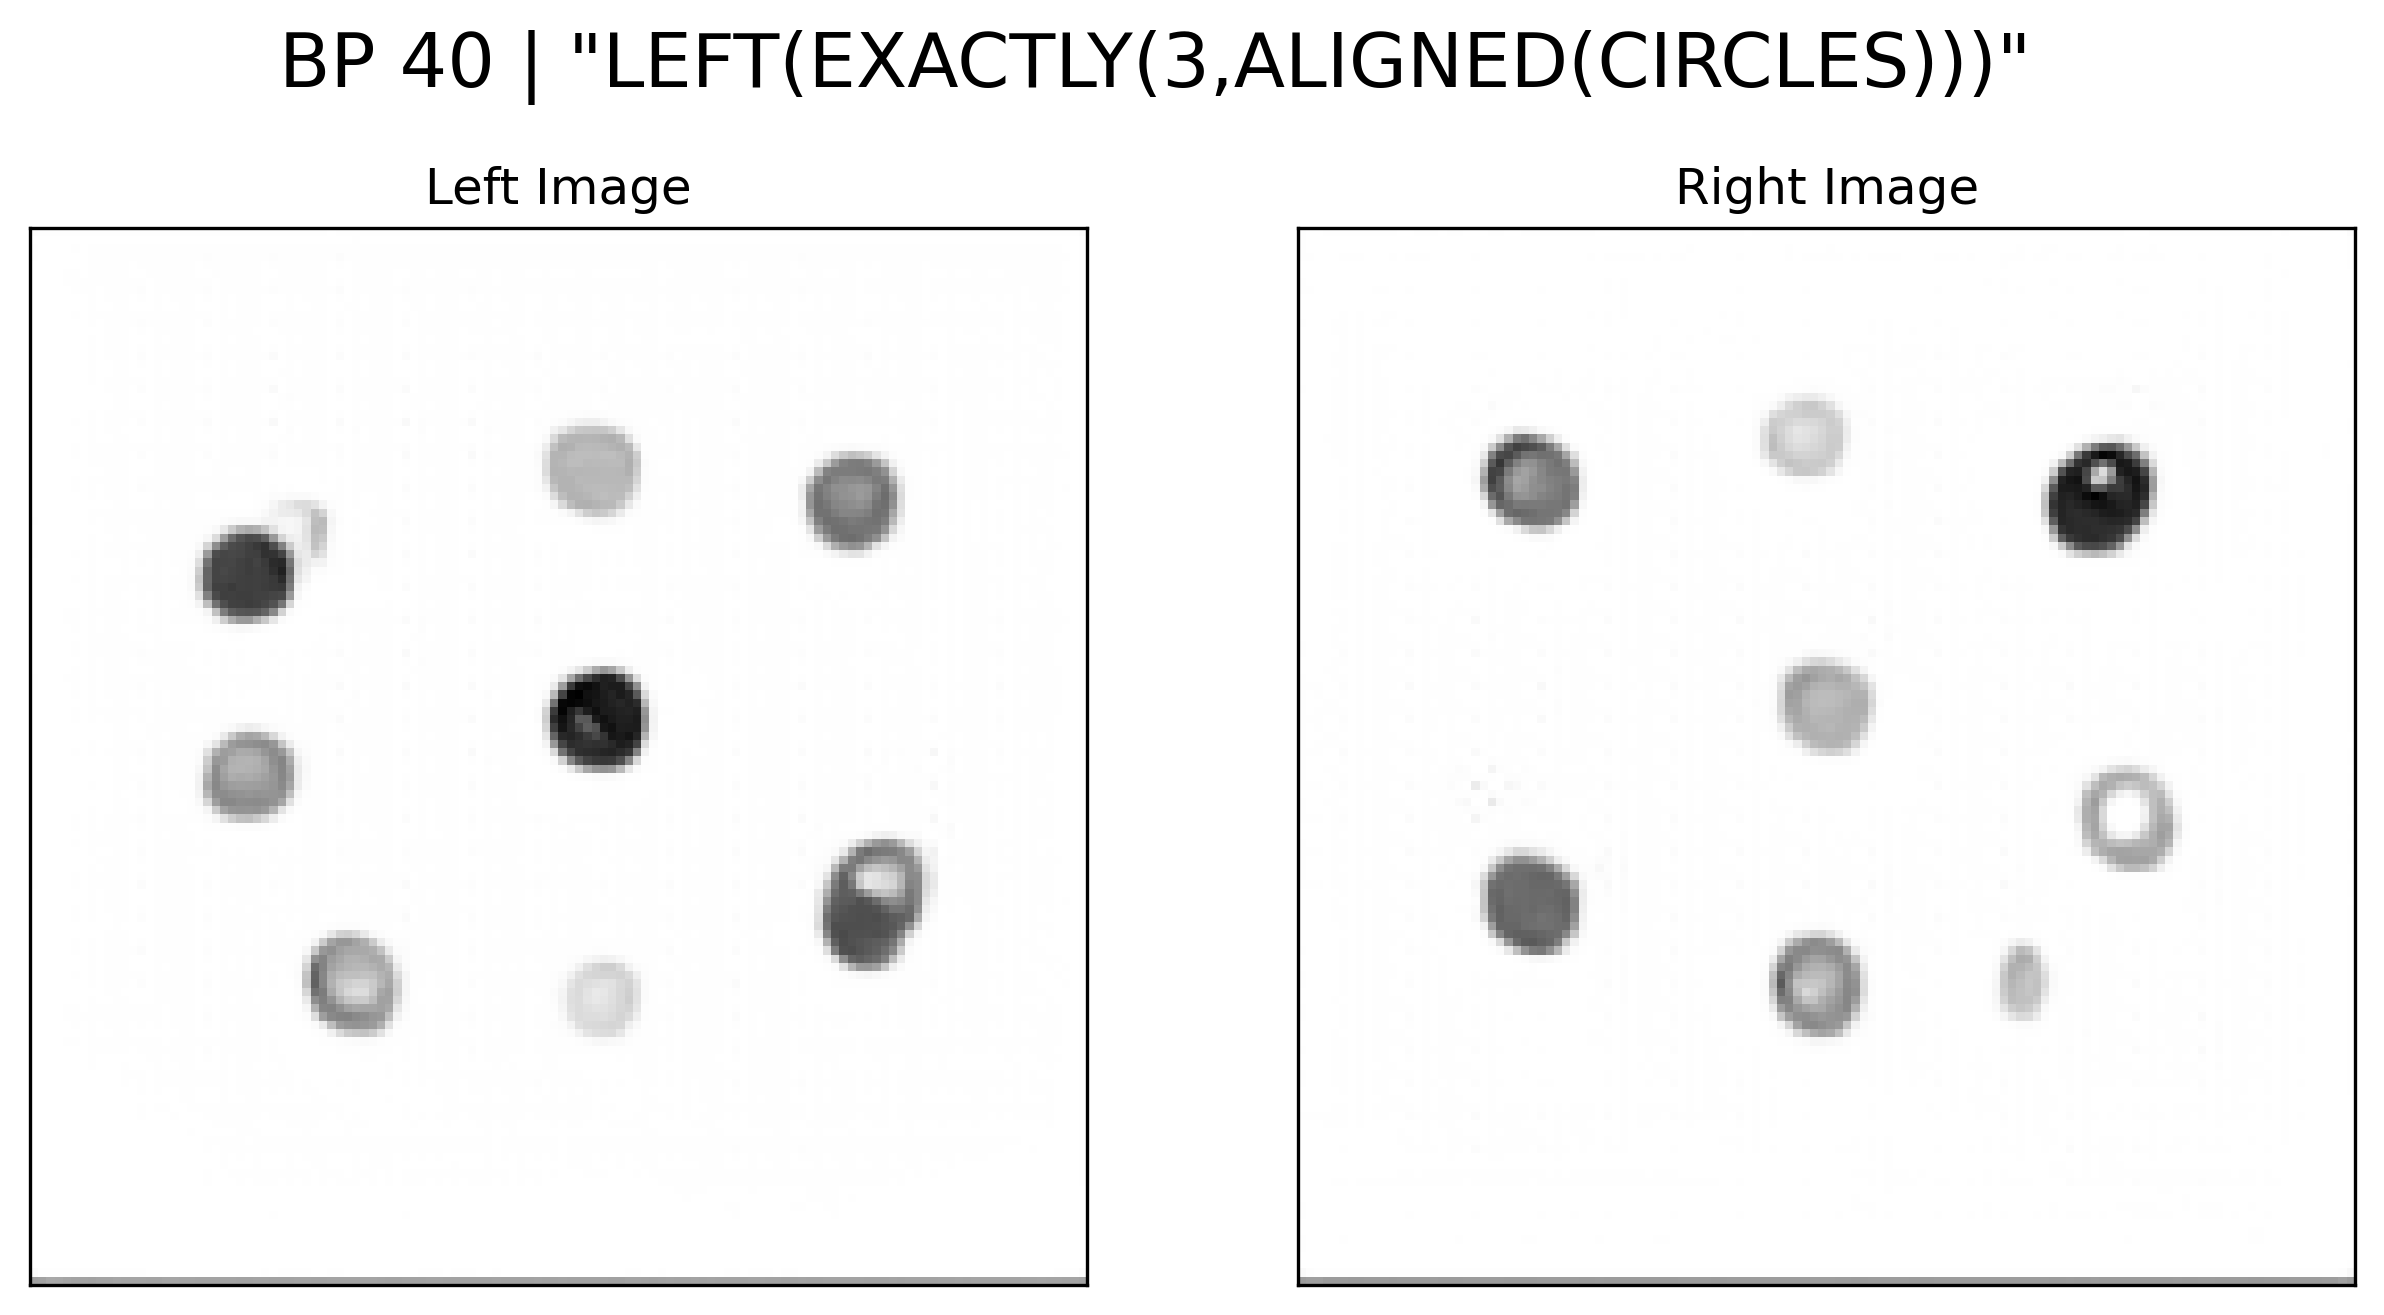 BP 40 | "LEFT(EXACTLY(3,ALIGNED(CIRCLES)))"
Left Image
Right Image